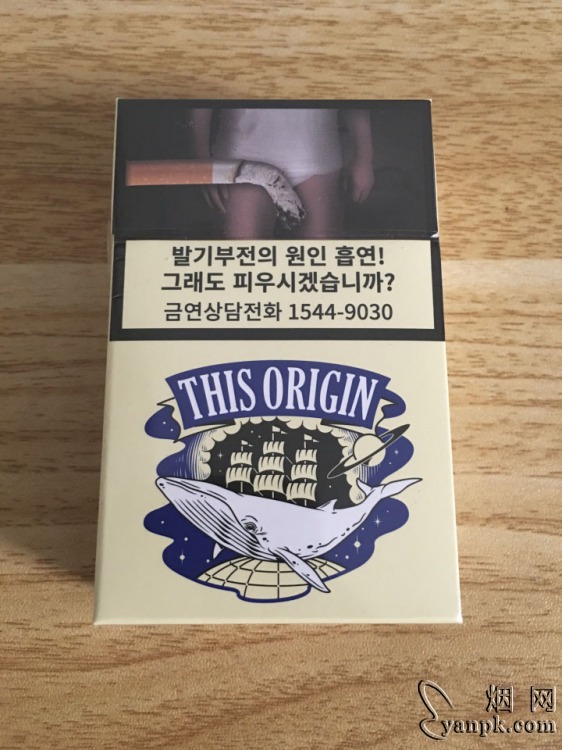 발기부전의 원인 흡연!
그래도 피우시겠습니까?
금연상담전화 1544-9030
THIS ORIGIN
烟网
yanpk.com